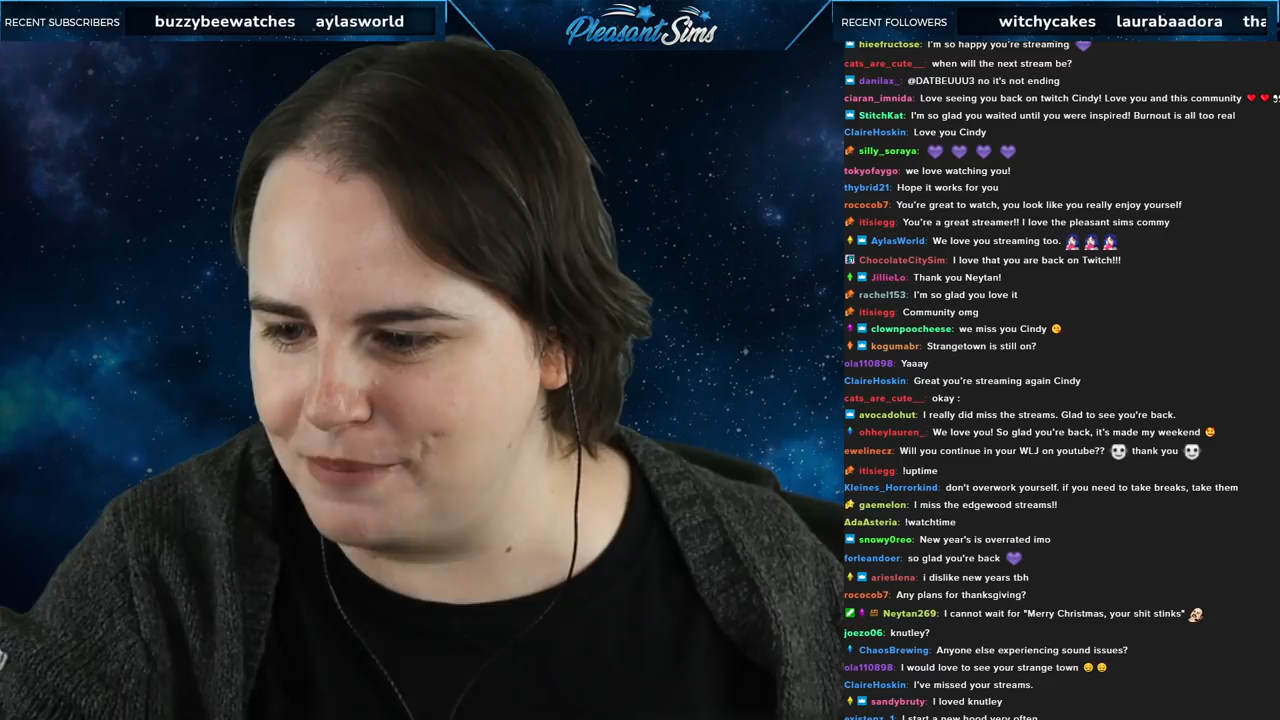 RECENT SUBSCRIBERS buzzybeewatches aylasworld
PleasantSims
RECENT FOLLOWERS witchycakes laurabaadora tha
hieefructose: I'm so happy you're streaming
cats_are_cute__: when will the next stream be?
danilax_: @DATBEUUU3 no it's not ending
ciaran_imnida: Love seeing you back on twitch Cindy! Love you and this community
StitchKat: I'm so glad you waited until you were inspired! Burnout is all too real
ClaireHoskin: Love you Cindy
silly_soraya:
tokyofaygo: we love watching you!
thybrid21: Hope it works for you
rococob7: You're great to watch, you look like you really enjoy yourself
itisiegg: You're a great streamer!! I love the pleasant sims commy
AylasWorld: We love you streaming too.
ChocolateCitySim: I love that you are back on Twitch!!!
JillieLo: Thank you Neytan!
rachel153: I'm so glad you love it
itisiegg: Community omg
clownpoocheese: we miss you Cindy
kogumabr: Strangetown is still on?
ola110898: Yaaay
ClaireHoskin: Great you're streaming again Cindy
cats_are_cute__: okay :
avocadohut: I really did miss the streams. Glad to see you're back.
ohheylauren_: We love you! So glad you're back, it's made my weekend
ewelinecz: Will you continue in your WLJ on youtube?? thank you
itisiegg: !uptime
Kleines_Horrorkind: don't overwork yourself. if you need to take breaks, take them
gaemelon: I miss the edgewood streams!!
AdaAsteria: !watchtime
snowy0reo: New year's is overrated imo
ferleandoer: so glad you're back
arieslena: i dislike new years tbh
rococob7: Any plans for thanksgiving?
Neytan269: I cannot wait for "Merry Christmas, your shit stinks"
joezo06: knutley?
ChaosBrewing: Anyone else experiencing sound issues?
ola110898: I would love to see your strange town
ClaireHoskin: I've missed your streams.
sandybruty: I loved knutley
existenz_1: I start a new hood very often